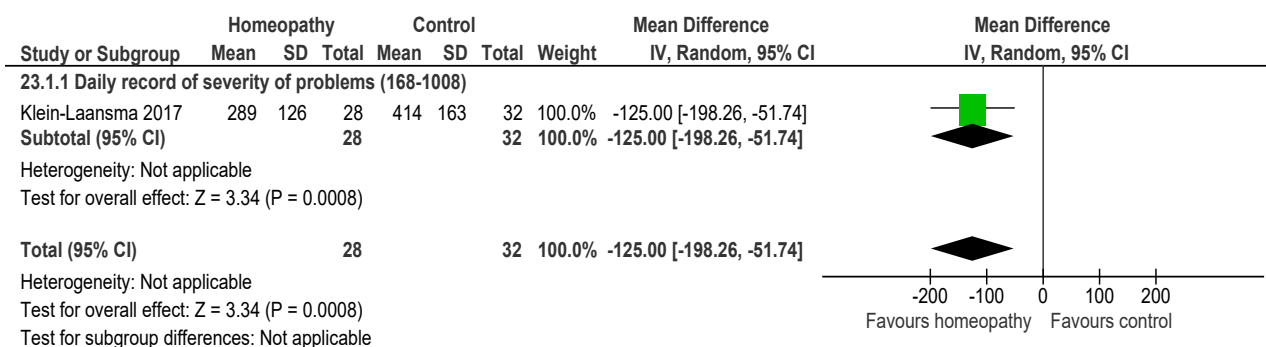 Homeopathy Control Mean Difference Mean Difference
Study or Subgroup Mean SD Total Mean SD Total Weight IV, Random, 95% CI IV, Random, 95% CI
23.1.1 Daily record of severity of problems (168-1008)
Klein-Laansma 2017 289 126 28 414 163 32 100.0% -125.00 [-198.26, -51.74]
Subtotal (95% CI) 28 32 100.0% -125.00 [-198.26, -51.74]
Heterogeneity: Not applicable
Test for overall effect: Z = 3.34 (P = 0.0008)
Total (95% CI) 28 32 100.0% -125.00 [-198.26, -51.74]
Heterogeneity: Not applicable
Test for overall effect: Z = 3.34 (P = 0.0008)
Test for subgroup differences: Not applicable
-200 -100 0 100 200
Favours homeopathy Favours control